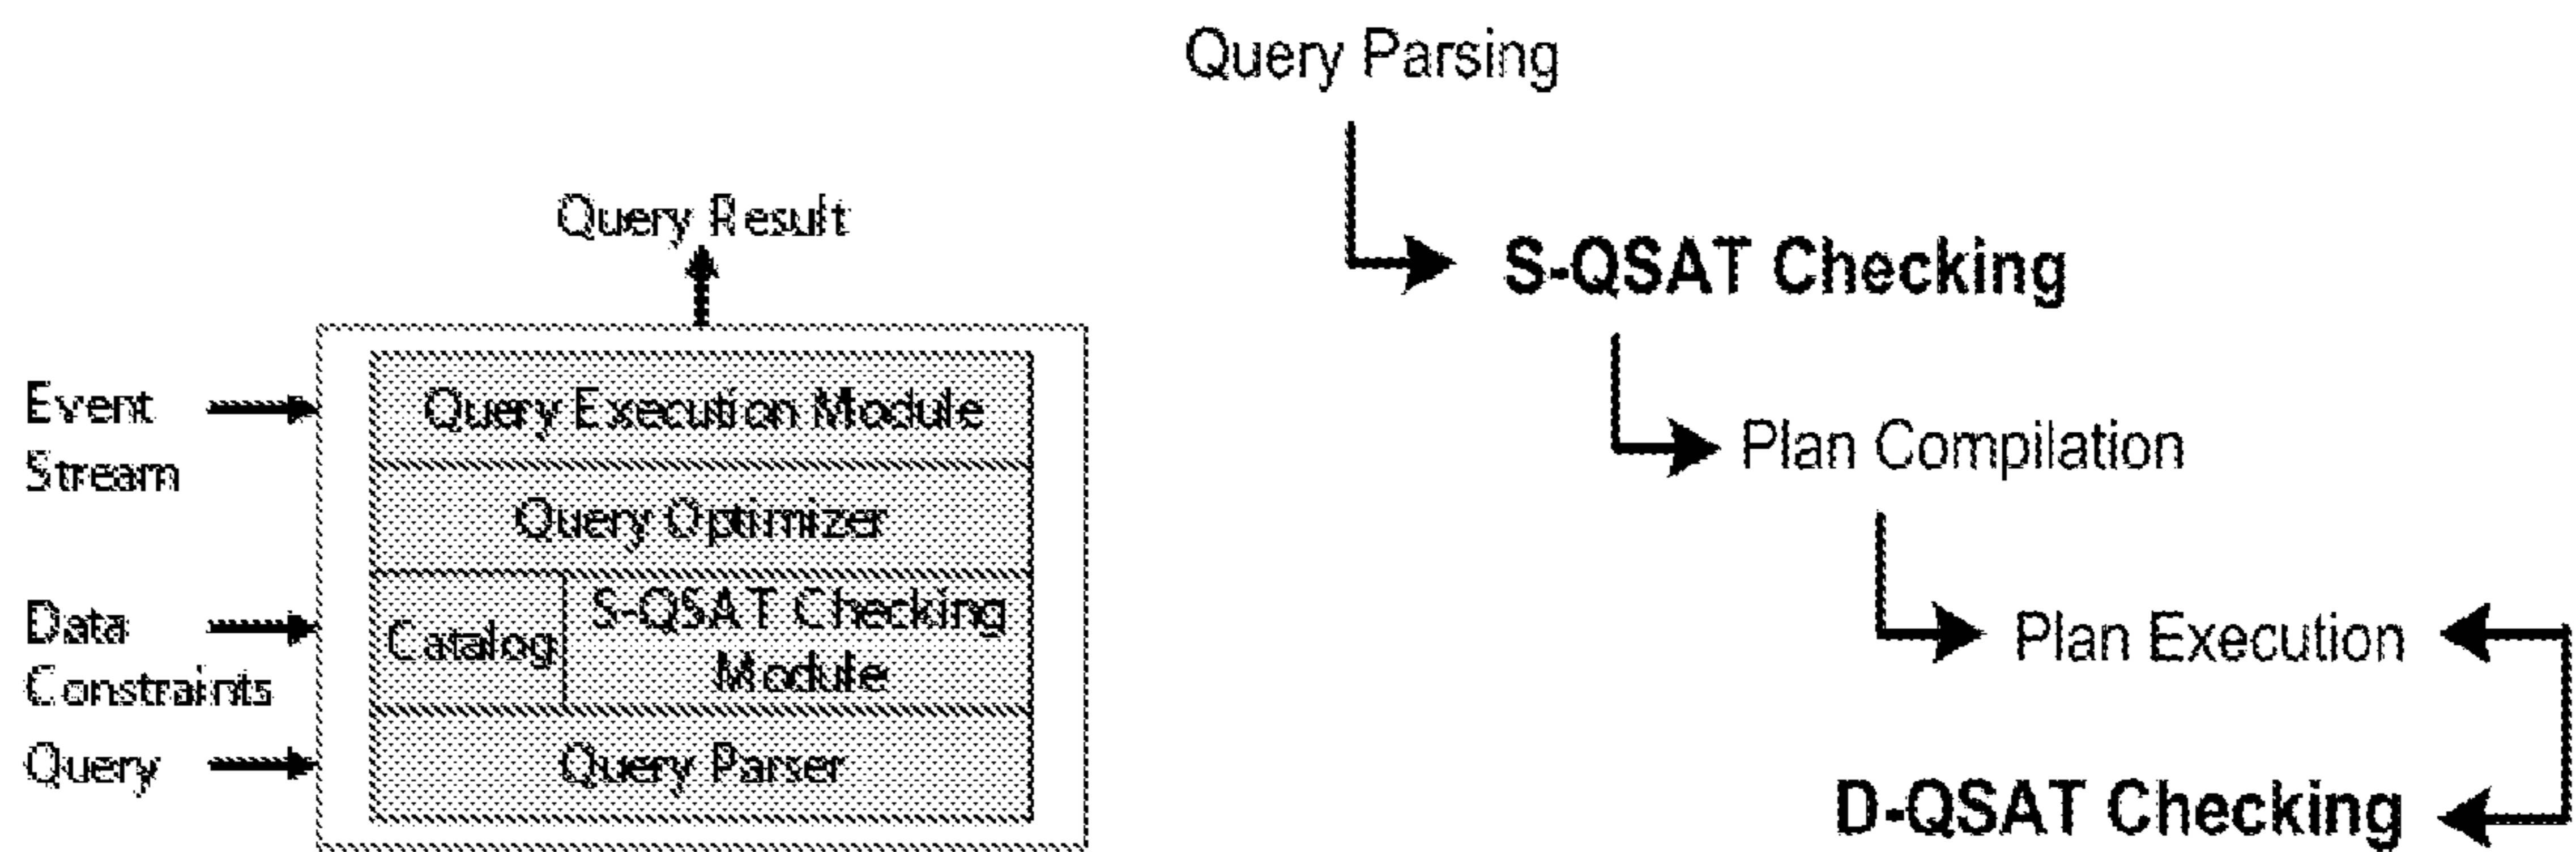 Query Result
Event
Stream
Data
Constraints
Query
Query Execution Module
Query Optimizer
Catalog
S-QSAT Checking
Module
Query Parser
Query Parsing
S-QSAT Checking
Plan Compilation
Plan Execution
D-QSAT Checking